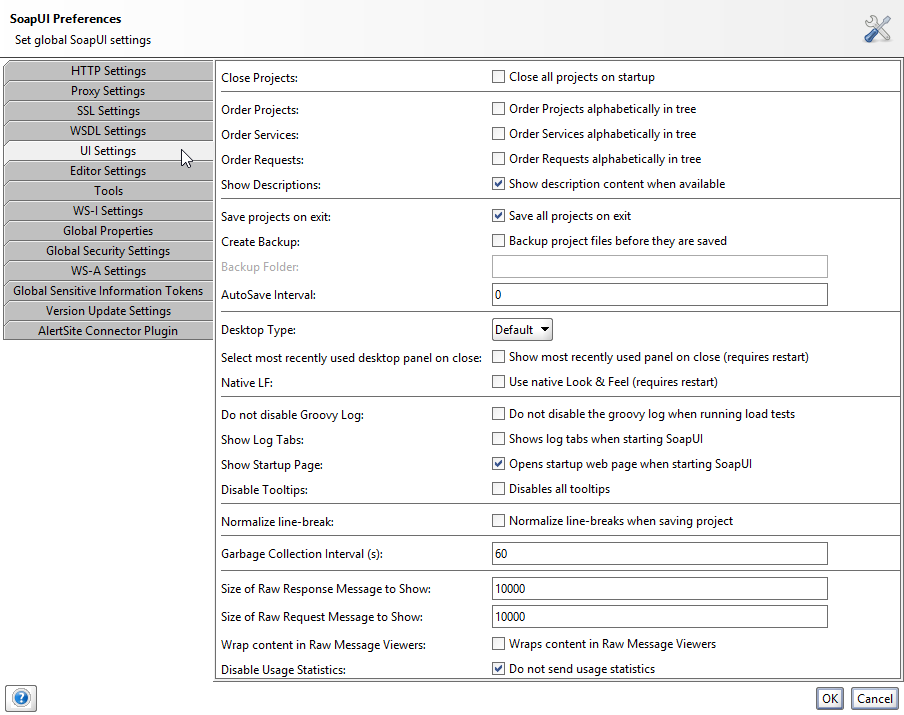 SoapUI Preferences
Set global SoapUI settings
HTTP Settings
Proxy Settings
SSL Settings
WSDL Settings
UI Settings
Editor Settings
Tools
WS-I Settings
Global Properties
Global Security Settings
WS-A Settings
Global Sensitive Information Tokens
Version Update Settings
AlertSite Connector Plugin
Close Projects: Close all projects on startup
Order Projects: Order Projects alphabetically in tree
Order Services: Order Services alphabetically in tree
Order Requests: Order Requests alphabetically in tree
Show Descriptions: Show description content when available
Save projects on exit: Save all projects on exit
Create Backup: Backup project files before they are saved
Backup Folder:
AutoSave Interval: 0
Desktop Type: Default
Select most recently used desktop panel on close: Show most recently used panel on close (requires restart)
Native LF: Use native Look & Feel (requires restart)
Do not disable Groovy Log: Do not disable the groovy log when running load tests
Show Log Tabs: Shows log tabs when starting SoapUI
Show Startup Page: Opens startup web page when starting SoapUI
Disable Tooltips: Disables all tooltips
Normalize line-break: Normalize line-breaks when saving project
Garbage Collection Interval (s): 60
Size of Raw Response Message to Show: 10000
Size of Raw Request Message to Show: 10000
Wrap content in Raw Message Viewers: Wraps content in Raw Message Viewers
Disable Usage Statistics: Do not send usage statistics
?
OK Cancel